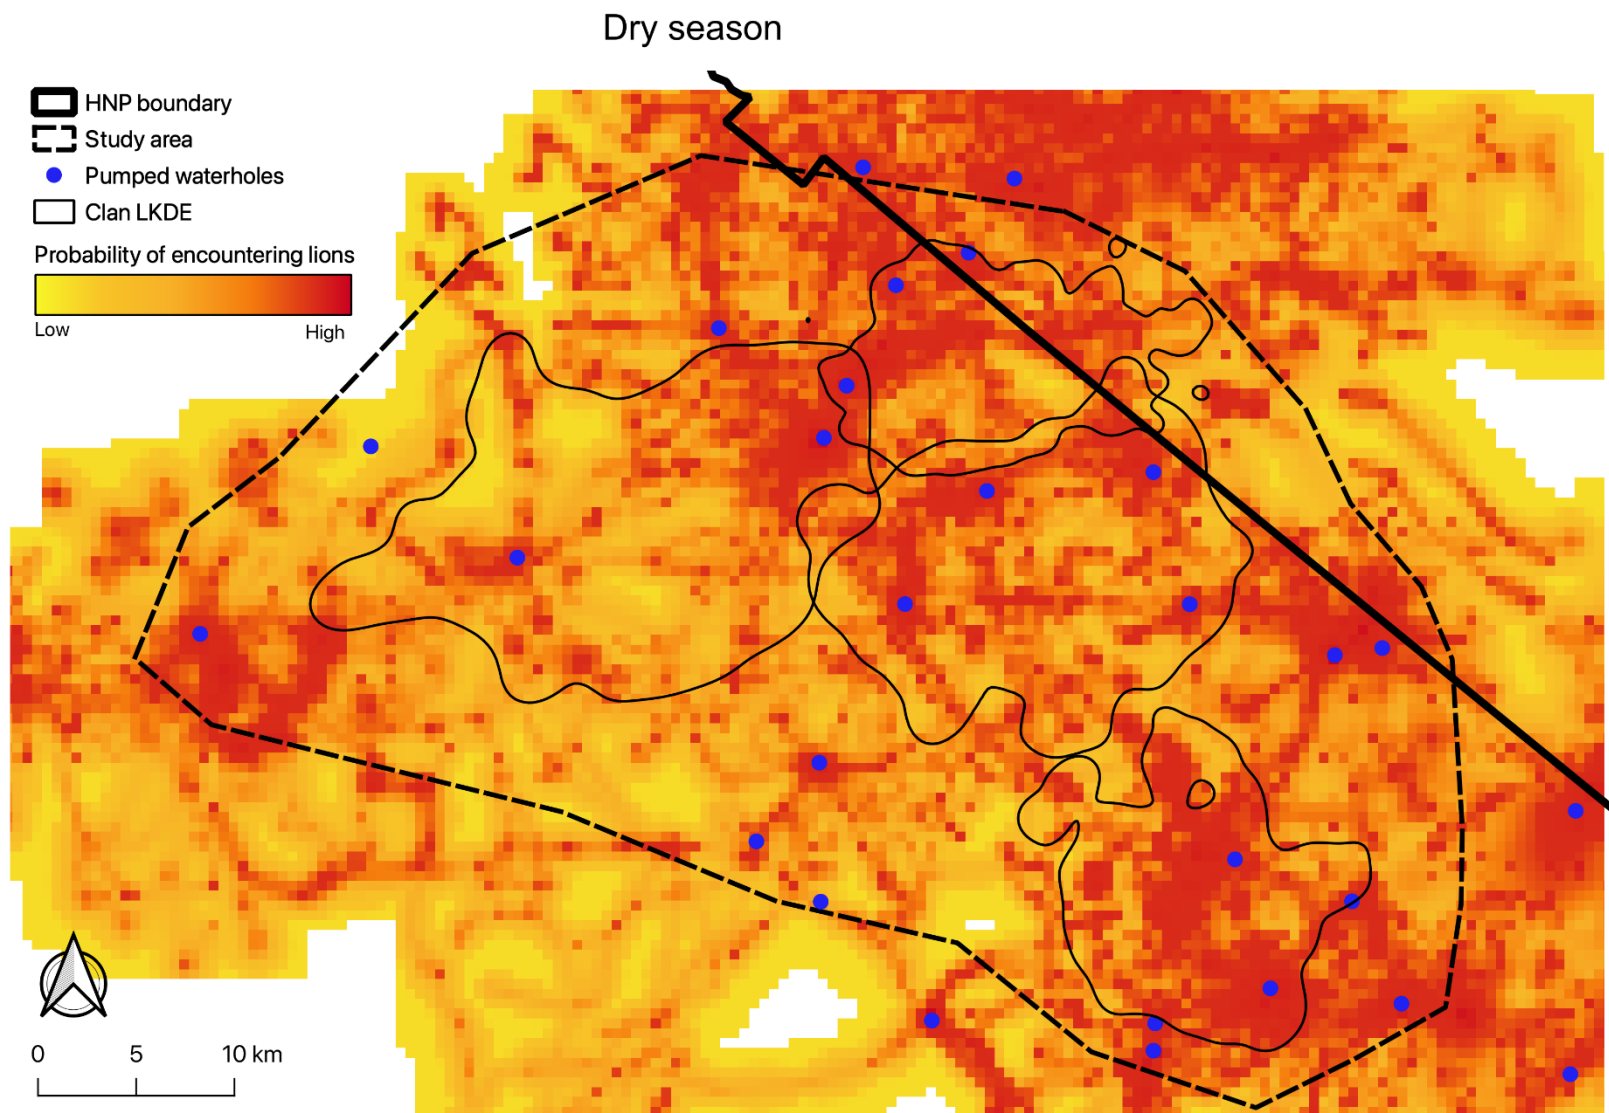 Dry season
HNP boundary
Study area
Pumped waterholes
Clan LKDE
Probability of encountering lions
Low High
0 5 10 km